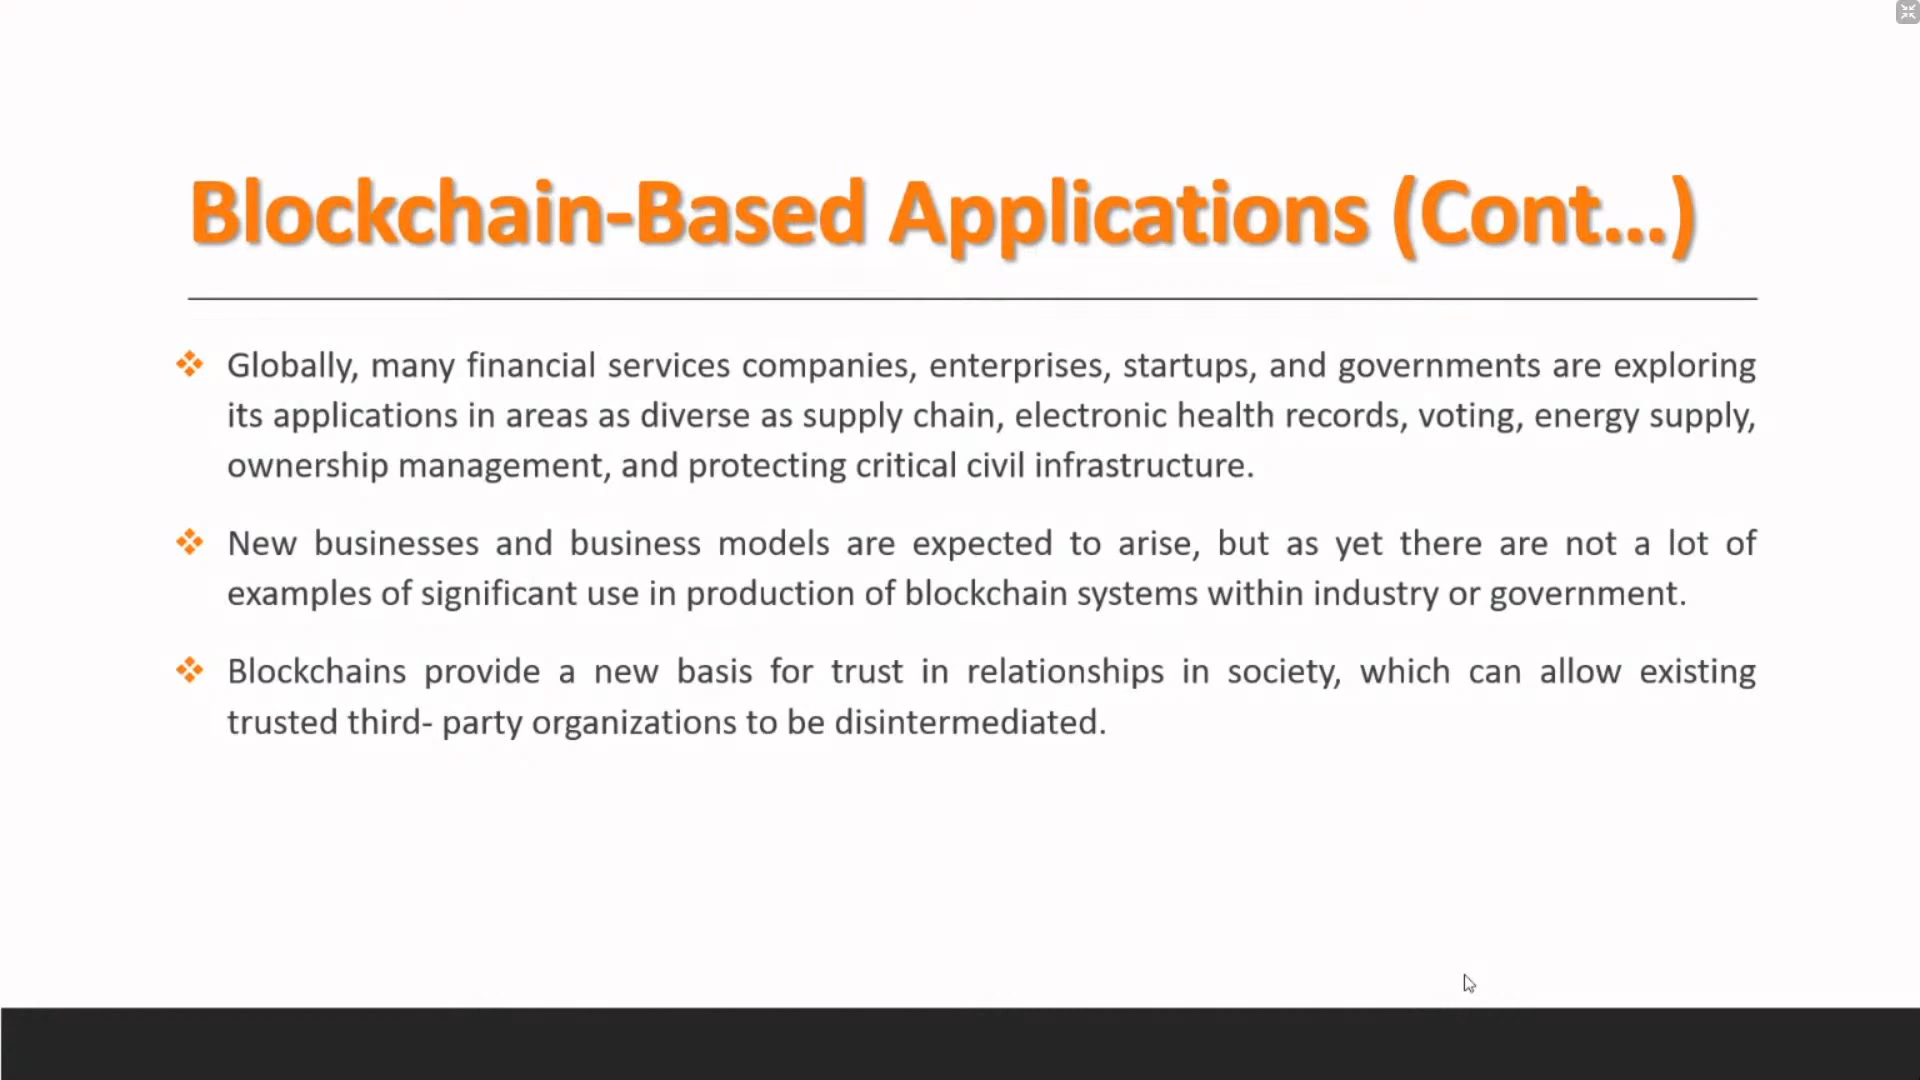 Blockchain-Based Applications (Cont...)
Globally, many financial services companies, enterprises, startups, and governments are exploring
its applications in areas as diverse as supply chain, electronic health records, voting, energy supply,
ownership management, and protecting critical civil infrastructure.
New businesses and business models are expected to arise, but as yet there are not a lot of
examples of significant use in production of blockchain systems within industry or government.
Blockchains provide a new basis for trust in relationships in society, which can allow existing
trusted third- party organizations to be disintermediated.